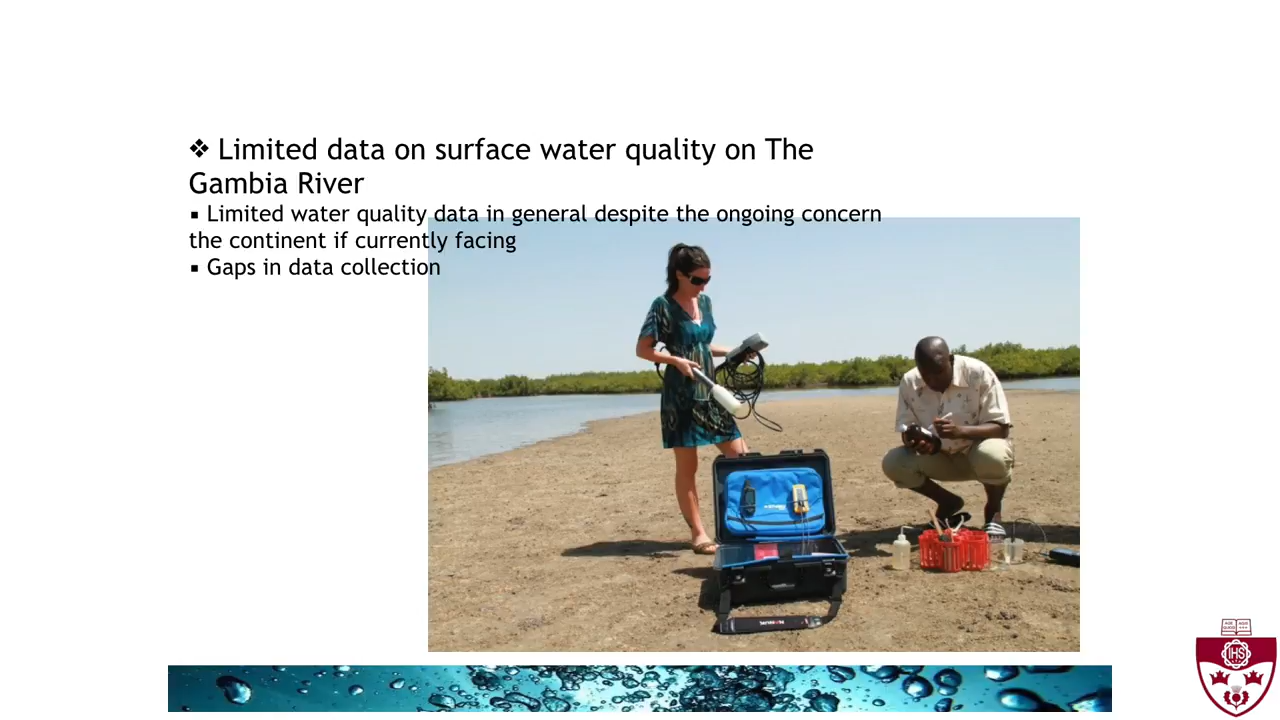 ❖ Limited data on surface water quality on The
Gambia River
▪ Limited water quality data in general despite the ongoing concern
the continent if currently facing
▪ Gaps in data collection
IHS